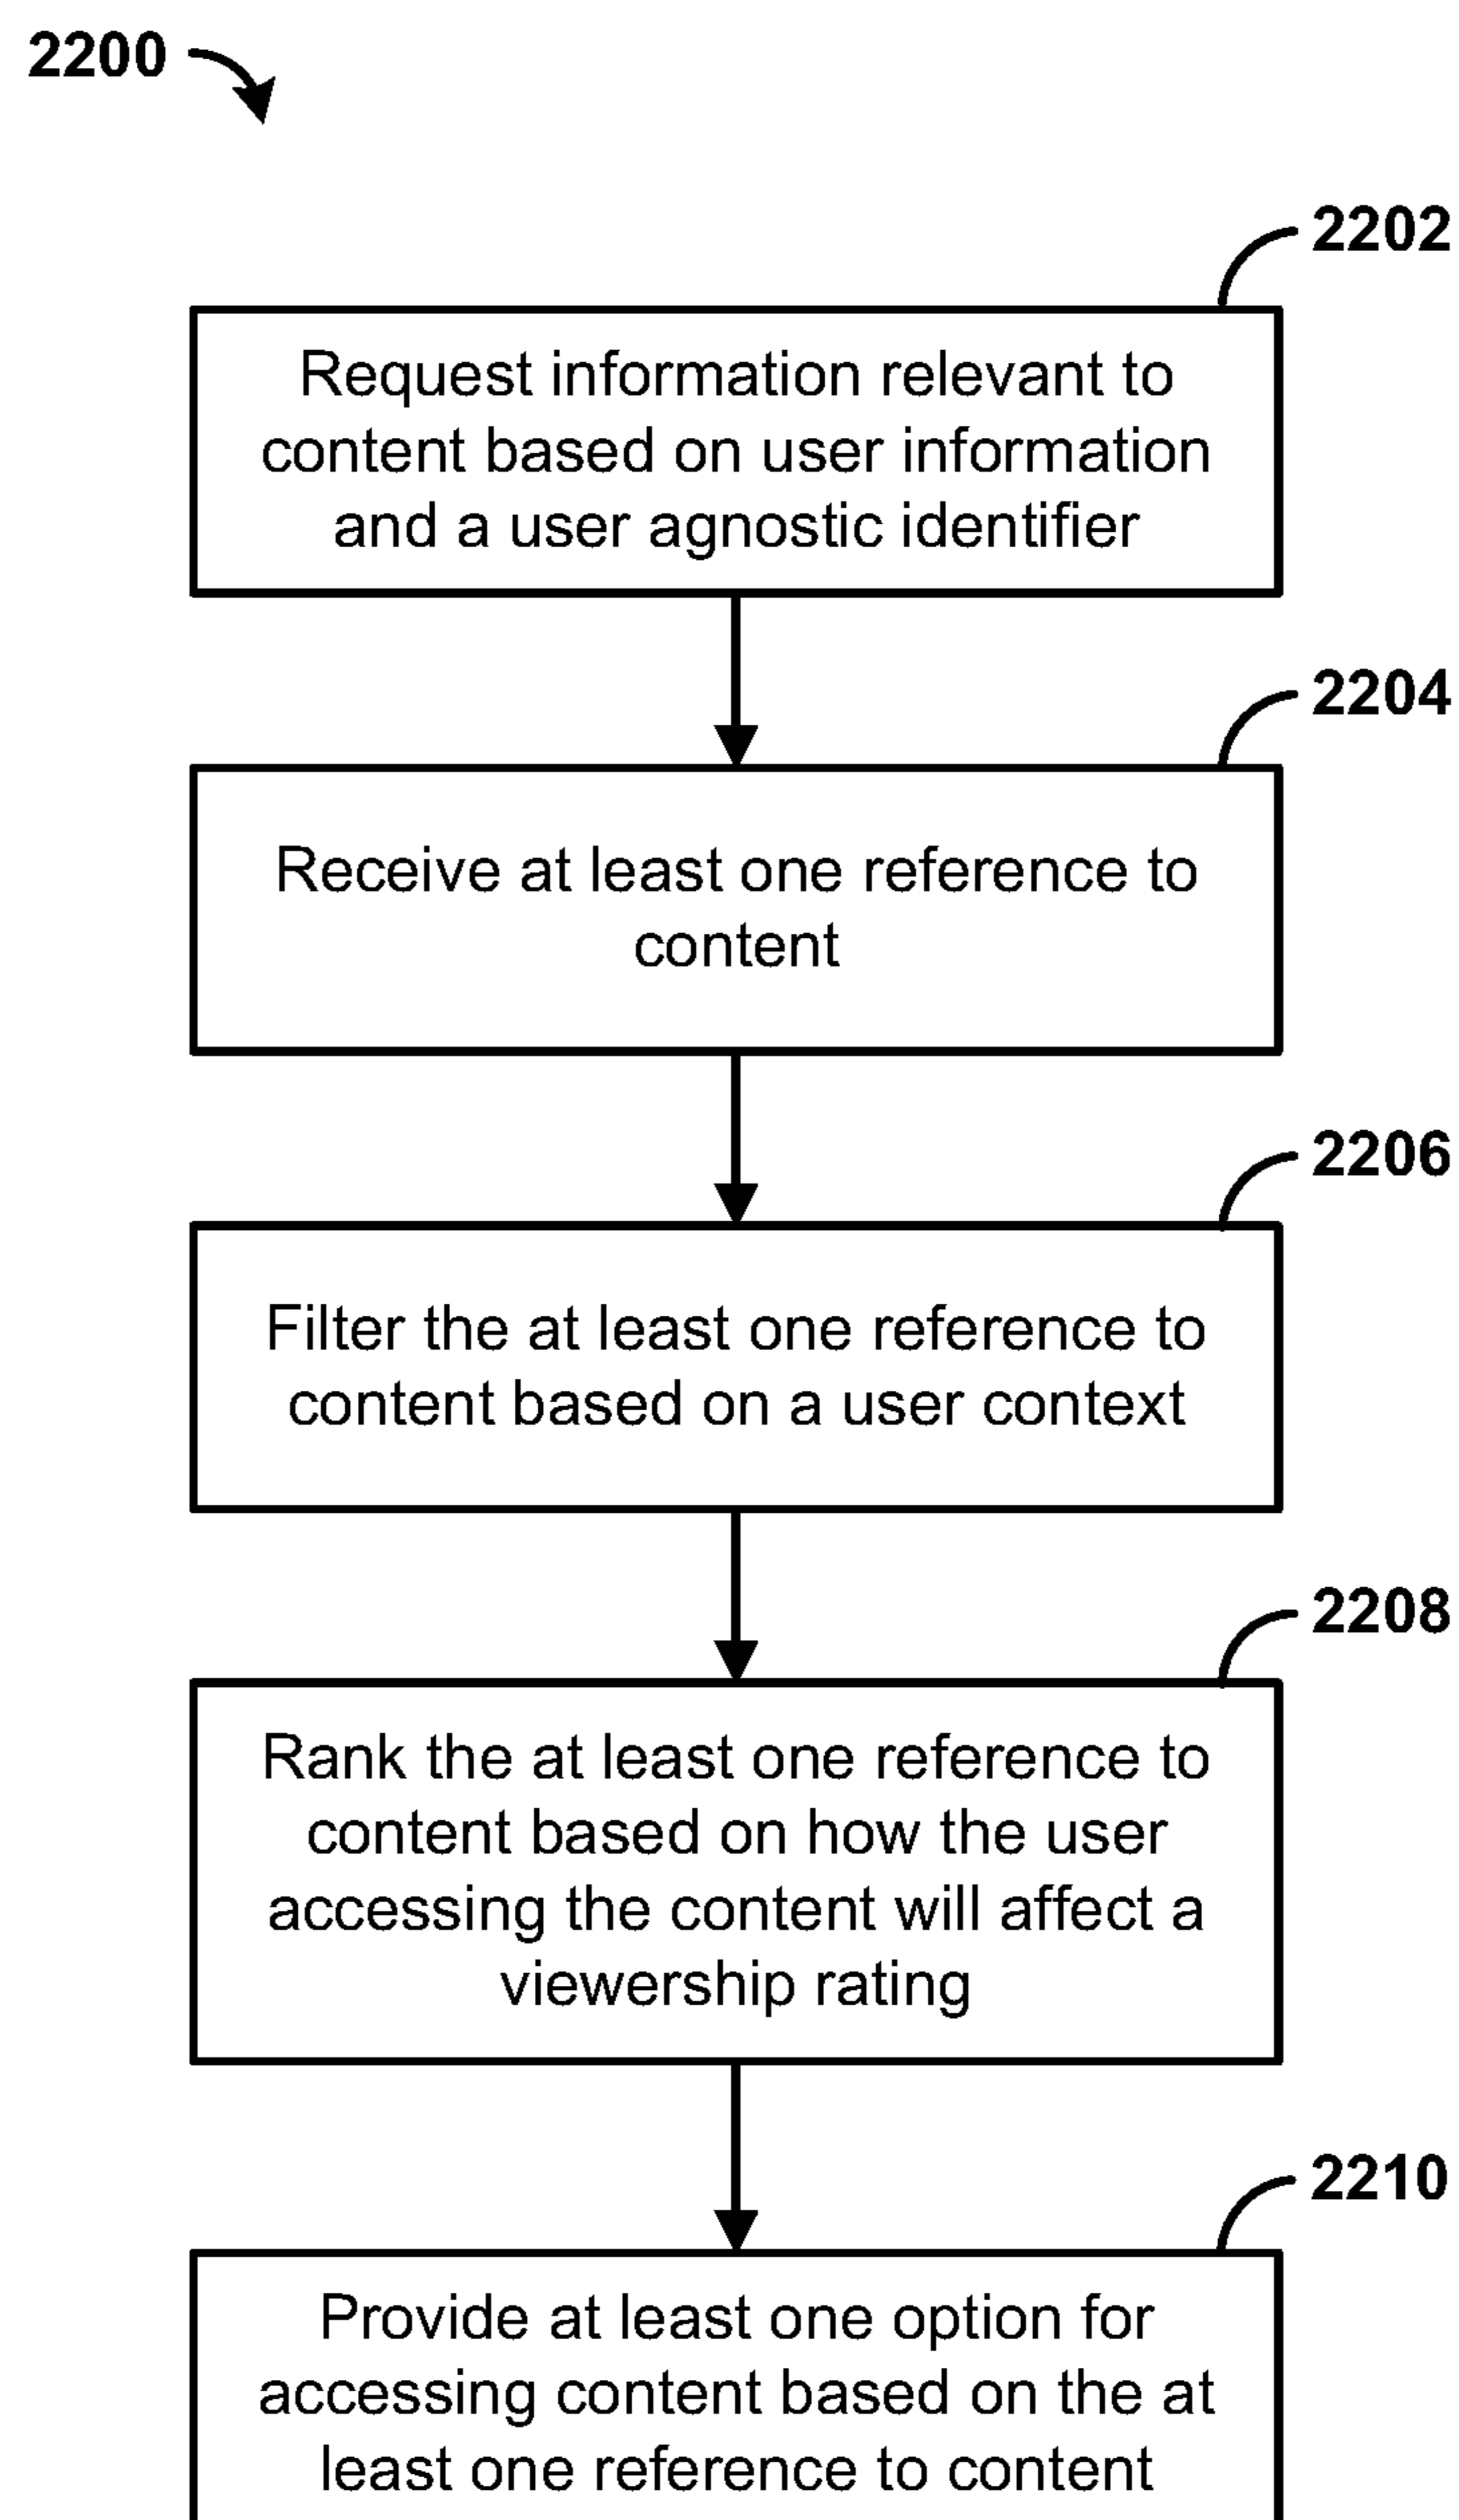 2200
2202
Request information relevant to
content based on user information
and a user agnostic identifier
2204
Receive at least one reference to
content
2206
Filter the at least one reference to
content based on a user context
2208
Rank the at least one reference to
content based on how the user
accessing the content will affect a
viewership rating
2210
Provide at least one option for
accessing content based on the at
least one reference to content